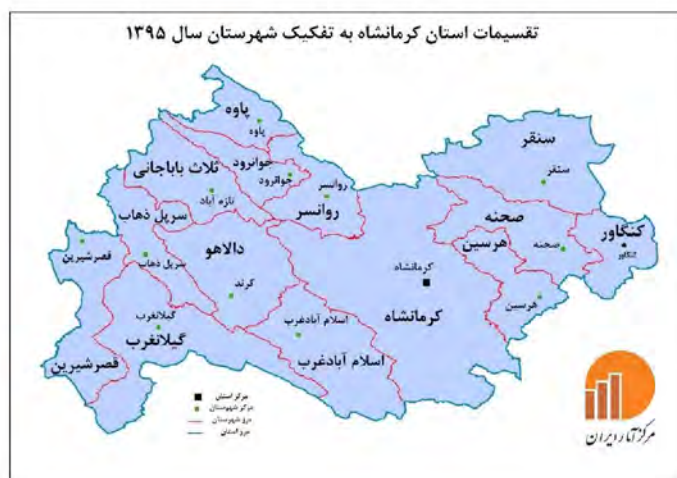 تقسیمات استان کرمانشاه به تفکیک شهرستان سال ۱۳۹۵
پاوه
پاوه
سنقر
سنقر
جوانرود
جوانرود
ثلاث باباجانی
تازه آباد
روانسر
روانسر
صحنه
صحنه
کنگاور
کنگاور
هرسین
هرسین
سرپل ذهاب
سرپل ذهاب
دالاهو
کرند
قصرشیرین
قصرشیرین
کرمانشاه
کرمانشاه
گیلانغرب
گیلانغرب
اسلام آبادغرب
اسلام آبادغرب
مرکز استان
مرکز شهرستان
مرز شهرستان
مرز استان
مرکز آمار ایران